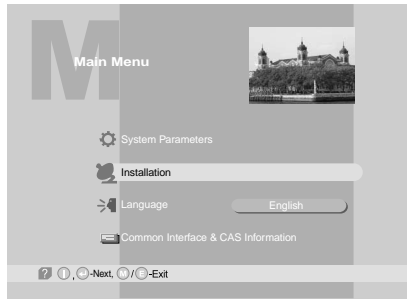 M
Main Menu
System Parameters
Installation
Language English
Common Interface & CAS Information
? , -Next, M / E -Exit